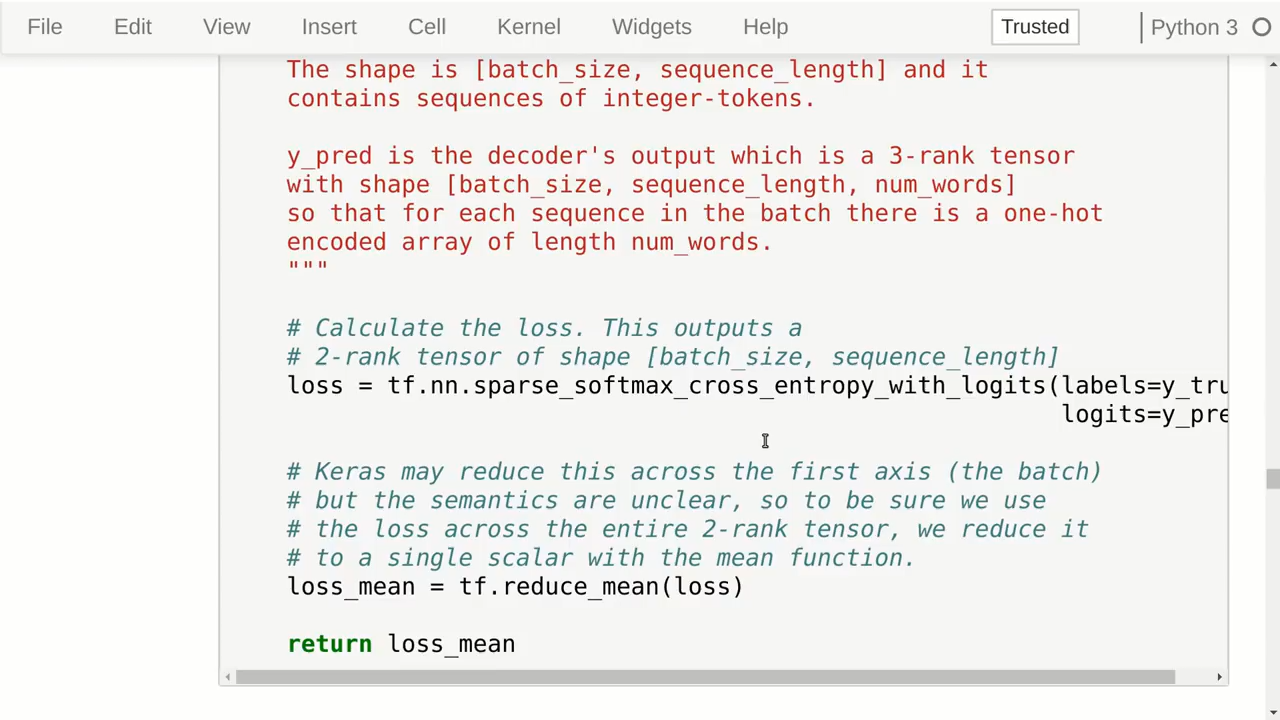 File Edit View Insert Cell Kernel Widgets Help Trusted Python 3
The shape is [batch_size, sequence_length] and it
contains sequences of integer-tokens.
y_pred is the decoder's output which is a 3-rank tensor
with shape [batch_size, sequence_length, num_words]
so that for each sequence in the batch there is a one-hot
encoded array of length num_words.
"""
# Calculate the loss. This outputs a
# 2-rank tensor of shape [batch_size, sequence_length]
loss = tf.nn.sparse_softmax_cross_entropy_with_logits(labels=y_tru
logits=y_pre
# Keras may reduce this across the first axis (the batch)
# but the semantics are unclear, so to be sure we use
# the loss across the entire 2-rank tensor, we reduce it
# to a single scalar with the mean function.
loss_mean = tf.reduce_mean(loss)
return loss_mean